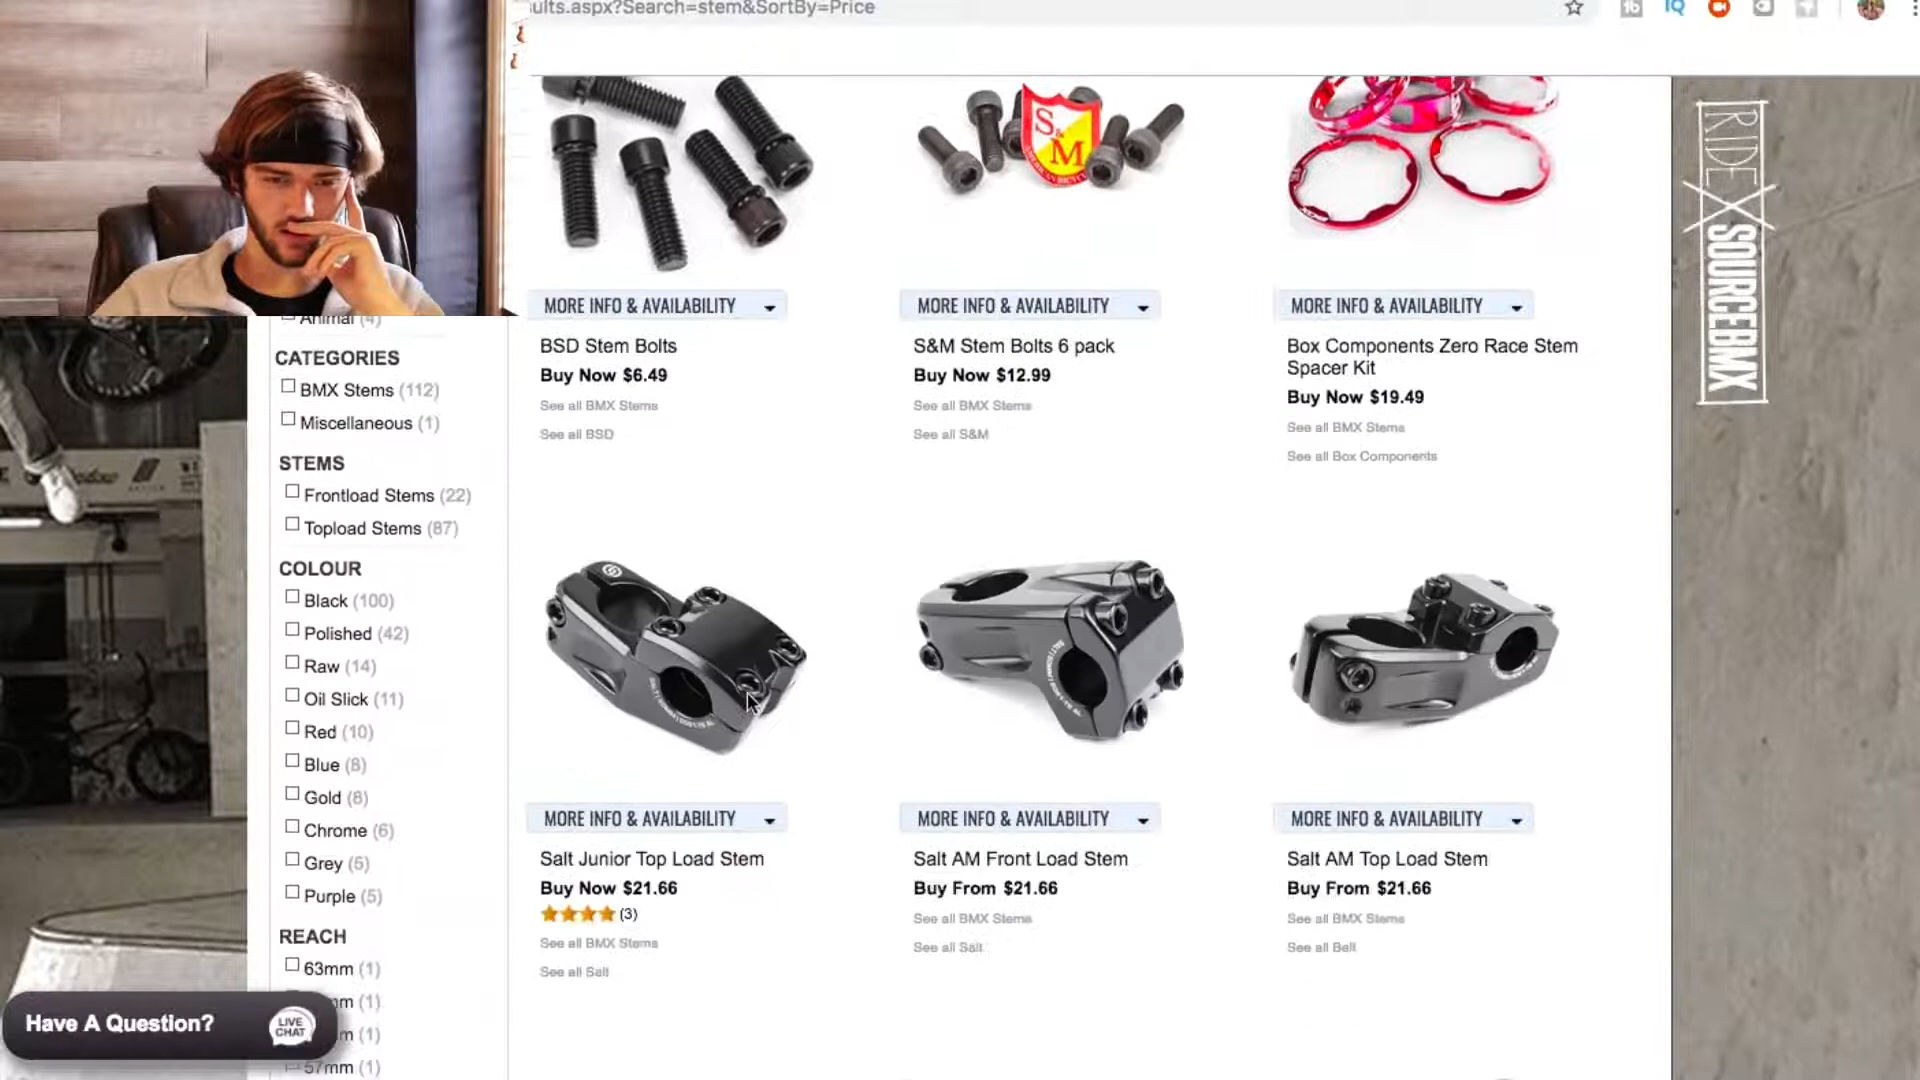 ults.aspx?Search=stem&SortBy=Price
IQ
S&M
RIDE
SOURCEBMX
MORE INFO & AVAILABILITY
MORE INFO & AVAILABILITY
MORE INFO & AVAILABILITY
BSD Stem Bolts
Buy Now $6.49
See all BMX Stems
See all BSD
S&M Stem Bolts 6 pack
Buy Now $12.99
See all BMX Stems
See all S&M
Box Components Zero Race Stem
Spacer Kit
Buy Now $19.49
See all BMX Stems
See all Box Components
Animal (4)
CATEGORIES
BMX Stems (112)
Miscellaneous (1)
STEMS
Frontload Stems (22)
Topload Stems (87)
COLOUR
Black (100)
Polished (42)
Raw (14)
Oil Slick (11)
Red (10)
Blue (8)
Gold (8)
Chrome (6)
Grey (5)
Purple (5)
REACH
63mm (1)
mm (1)
m (1)
57mm (1)
MORE INFO & AVAILABILITY
MORE INFO & AVAILABILITY
MORE INFO & AVAILABILITY
Salt Junior Top Load Stem
Buy Now $21.66
(3)
See all BMX Stems
See all Salt
Salt AM Front Load Stem
Buy From $21.66
See all BMX Stems
See all Salt
Salt AM Top Load Stem
Buy From $21.66
See all BMX Stems
See all Salt
Have A Question?
LIVE
CHAT